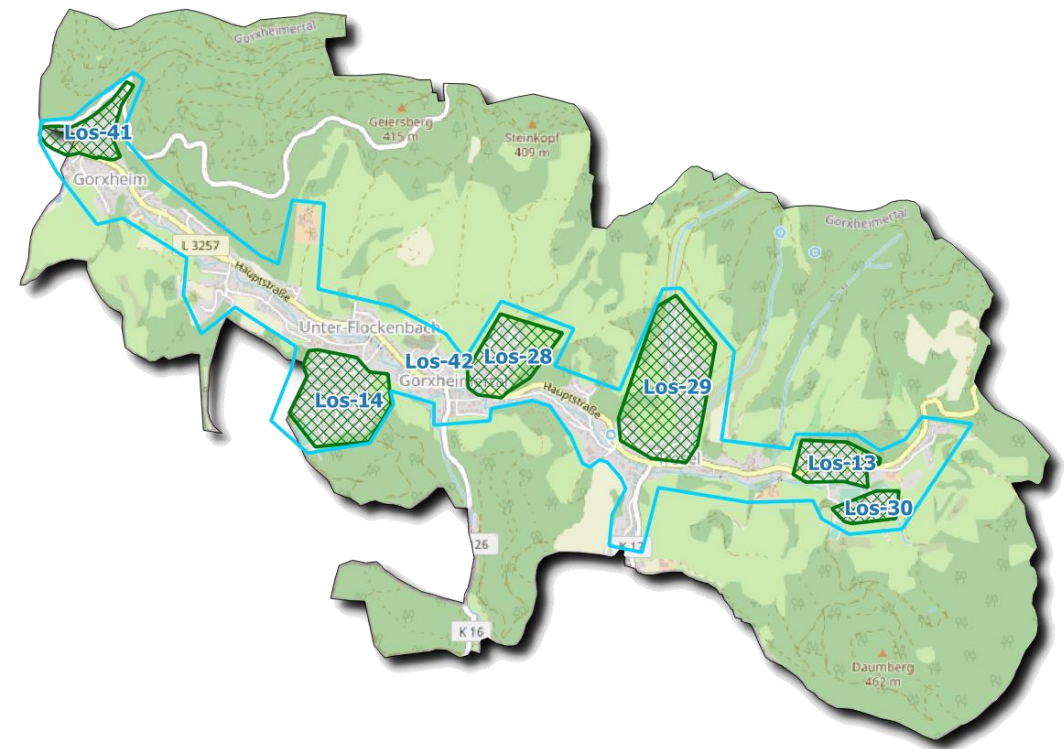 Gorxheimertal
Geiersberg
415 m
Steinkopf
409 m
Los-41
Gorxheim
Gorxheimertal
L 3257
Hauptstraße
Unter-Flockenbach
Los-42
Los-28
Gorxheimertal
Los-14
Hauptstraße
Los-29
Los-13
Los-30
26
K 17
K 16
Daumberg
462 m